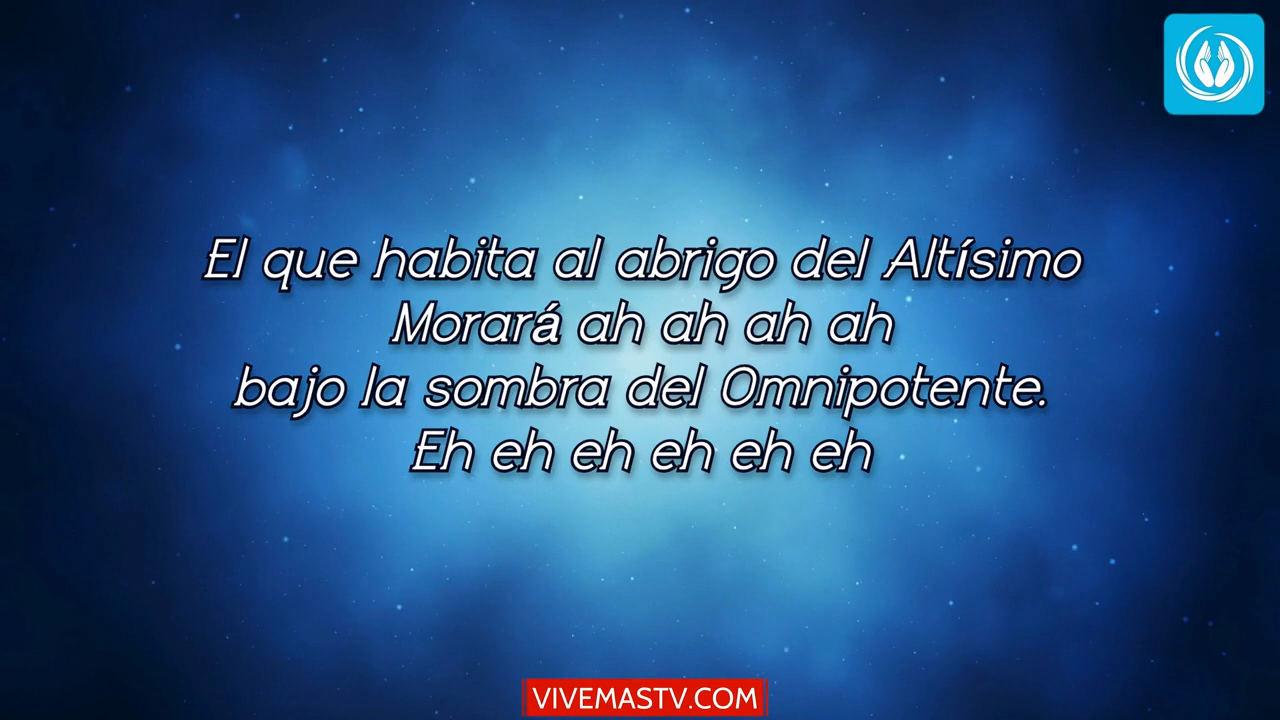 El que habita al abrigo del Altísimo
Morará ah ah ah ah
bajo la sombra del Omnipotente.
Eh eh eh eh eh eh
VIVEMASTV.COM